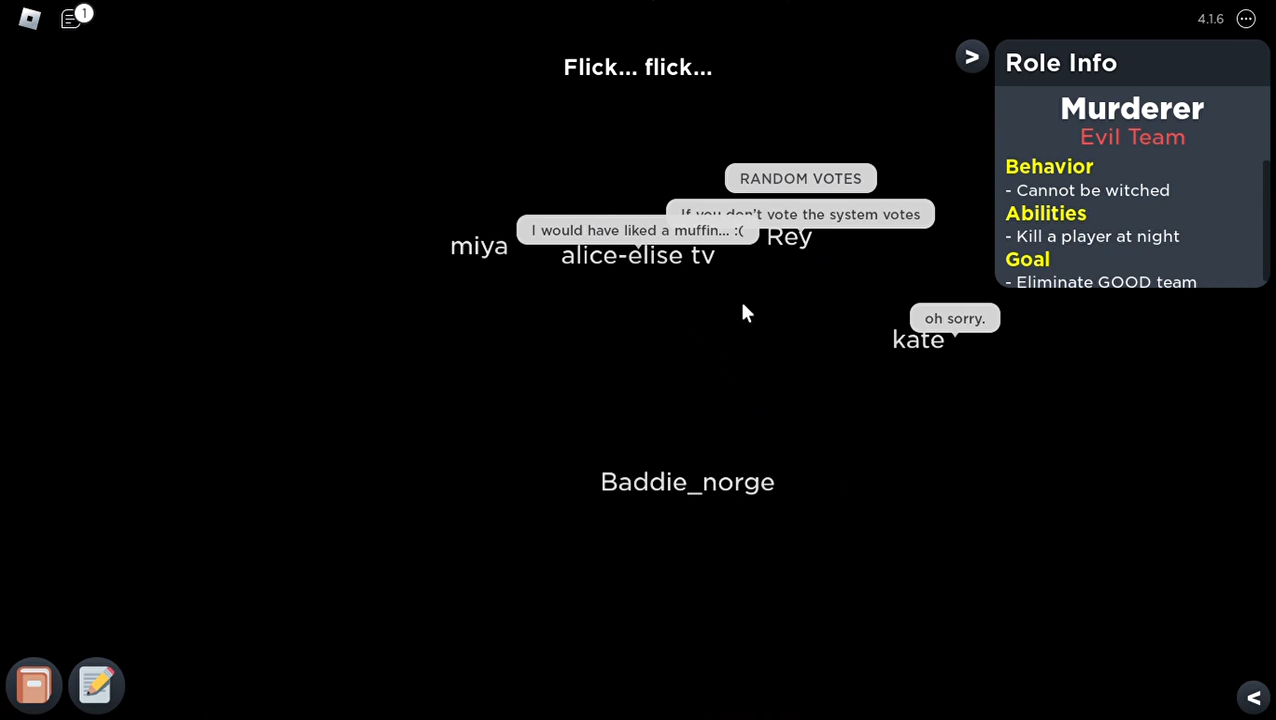 1
4.1.6
Flick... flick...
>
Role Info
Murderer
Evil Team
Behavior
- Cannot be witched
Abilities
- Kill a player at night
Goal
- Eliminate GOOD team
RANDOM VOTES
If you don't vote the system votes
I would have liked a muffin... :(
Rey
miya
alice-elise tv
oh sorry.
kate
Baddie_norge
<